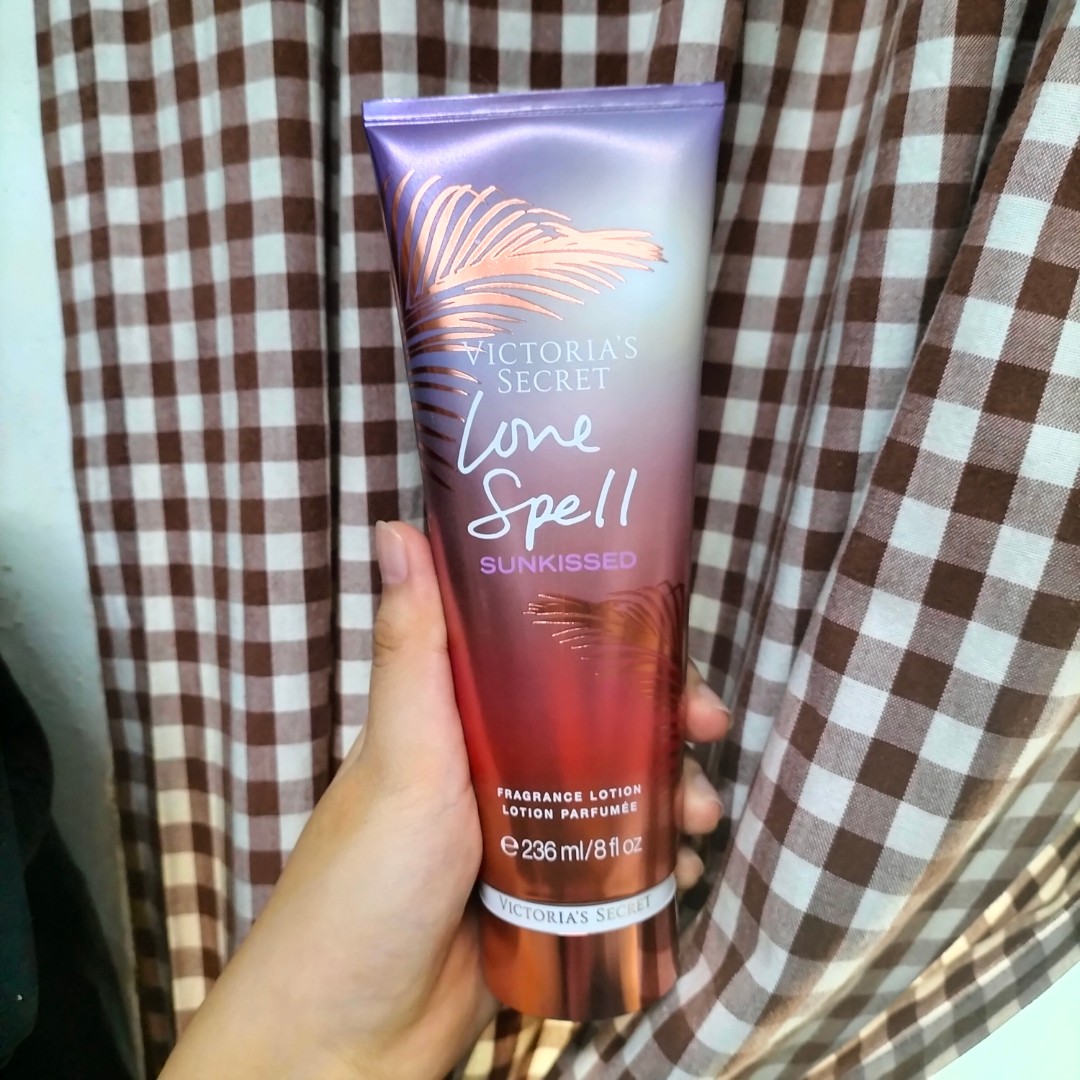 VICTORIA'S
SECRET
Love
Spell
SUNKISSED
FRAGRANCE LOTION
LOTION PARFUMÉE
℮ 236 ml/8 fl oz
VICTORIA'S SECRET